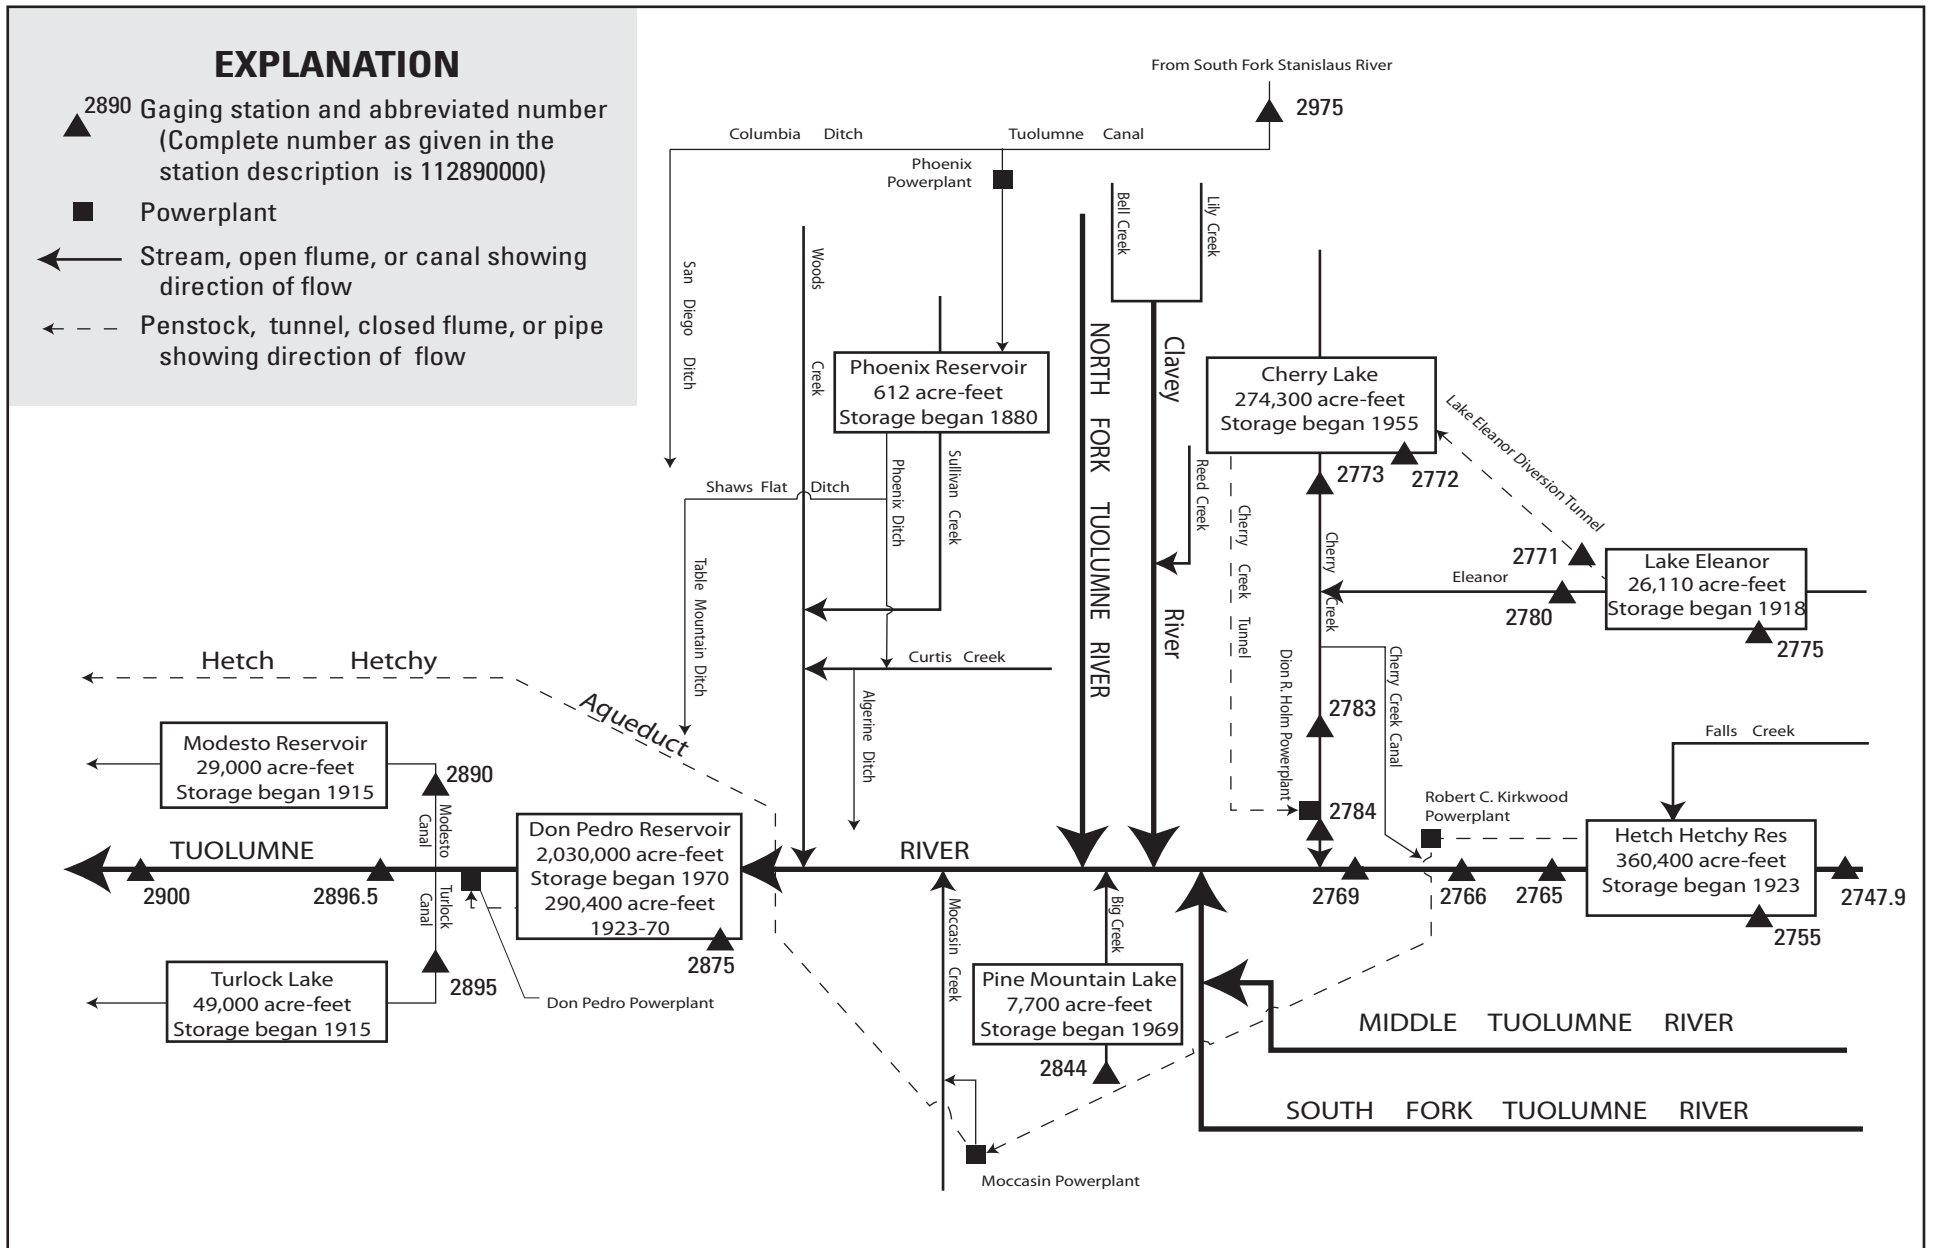 EXPLANATION
2890 Gaging station and abbreviated number
(Complete number as given in the
station description is 112890000)
Powerplant
Stream, open flume, or canal showing
direction of flow
Penstock, tunnel, closed flume, or pipe
showing direction of flow
From South Fork Stanislaus River
2975
Columbia Ditch
Tuolumne Canal
Phoenix
Powerplant
San Diego Ditch
Woods Creek
Phoenix Reservoir
612 acre-feet
Storage began 1880
Phoenix Ditch
Sullivan Creek
Shaws Flat Ditch
Table Mountain Ditch
Curtis Creek
Algerine Ditch
NORTH FORK TUOLUMNE RIVER
Bell Creek
Lily Creek
Clavey River
Reed Creek
Cherry Lake
274,300 acre-feet
Storage began 1955
2773
2772
Lake Eleanor Diversion Tunnel
2771
Lake Eleanor
26,110 acre-feet
Storage began 1918
Eleanor
2780
2775
Cherry Creek
Cherry Creek Tunnel
Dion R. Holm Powerplant
Cherry Creek Canal
2783
2784
Falls Creek
Robert C. Kirkwood
Powerplant
Hetch Hetchy Res
360,400 acre-feet
Storage began 1923
2747.9
2755
2765
2766
2769
Hetch Hetchy
Aqueduct
Modesto Reservoir
29,000 acre-feet
Storage began 1915
2890
Modesto
Canal
TUOLUMNE
RIVER
2900
2896.5
Turlock
Canal
Don Pedro Reservoir
2,030,000 acre-feet
Storage began 1970
290,400 acre-feet
1923-70
2875
Turlock Lake
49,000 acre-feet
Storage began 1915
2895
Don Pedro Powerplant
Moccasin Creek
Big Creek
Pine Mountain Lake
7,700 acre-feet
Storage began 1969
2844
Moccasin Powerplant
MIDDLE TUOLUMNE RIVER
SOUTH FORK TUOLUMNE RIVER